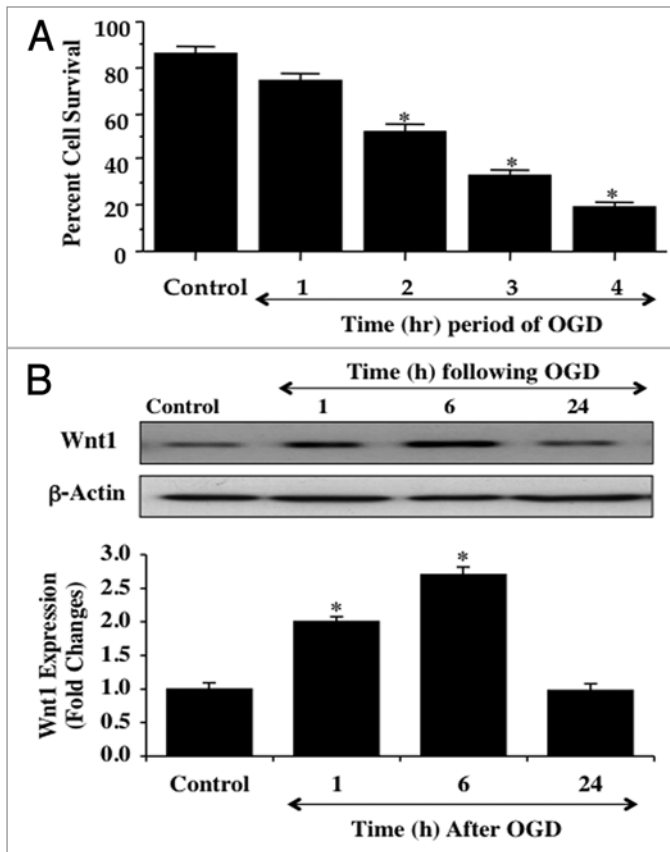 A
Percent Cell Survival
100
80
60
40
20
0
* * *
Control 1 2 3 4
Time (hr) period of OGD
B
Time (h) following OGD
Control 1 6 24
Wnt1
β-Actin
Wnt1 Expression
(Fold Changes)
3.0
2.5
2.0
1.5
1.0
0.5
0.0
* *
Control 1 6 24
Time (h) After OGD